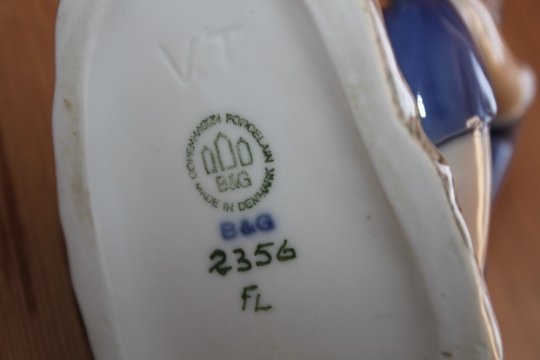 VT
COPENHAGEN PORCELAIN
B&G
MADE IN DENMARK
B&G
2356
FL